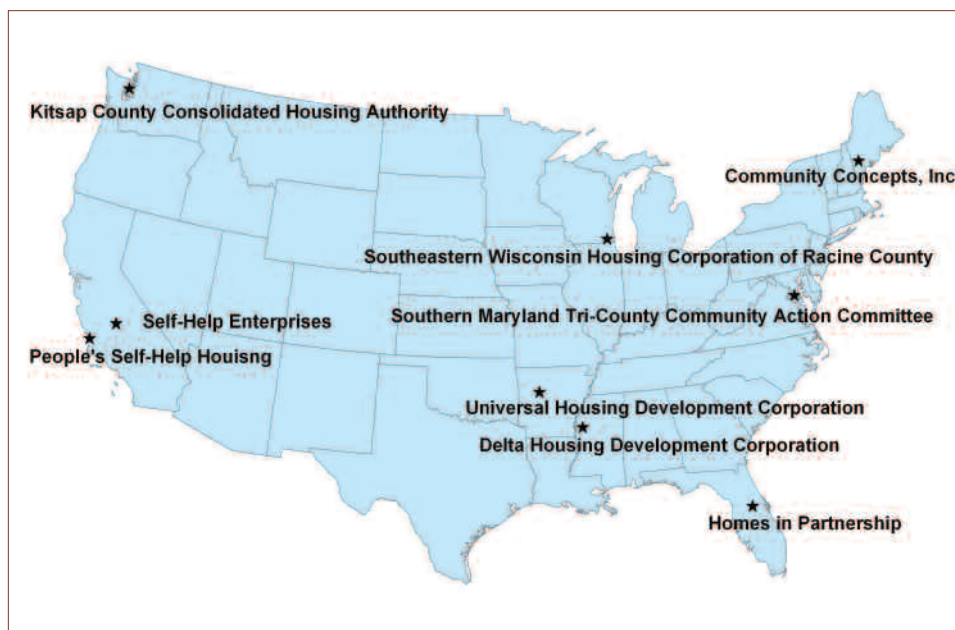 Kitsap County Consolidated Housing Authority
Community Concepts, Inc
Southeastern Wisconsin Housing Corporation of Racine County
Southern Maryland Tri-County Community Action Committee
Self-Help Enterprises
People's Self-Help Houisng
Universal Housing Development Corporation
Delta Housing Development Corporation
Homes in Partnership